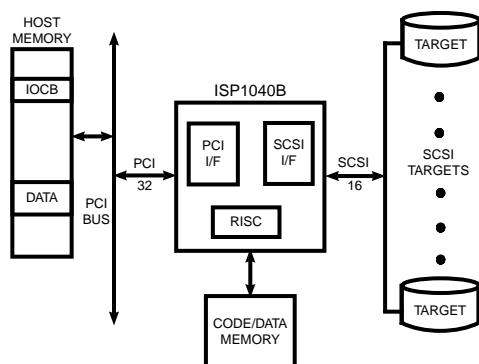 HOST
MEMORY
IOCB
DATA
PCI
BUS
PCI
32
ISP1040B
PCI
I/F
SCSI
I/F
RISC
CODE/DATA
MEMORY
SCSI
16
TARGET
SCSI
TARGETS
TARGET